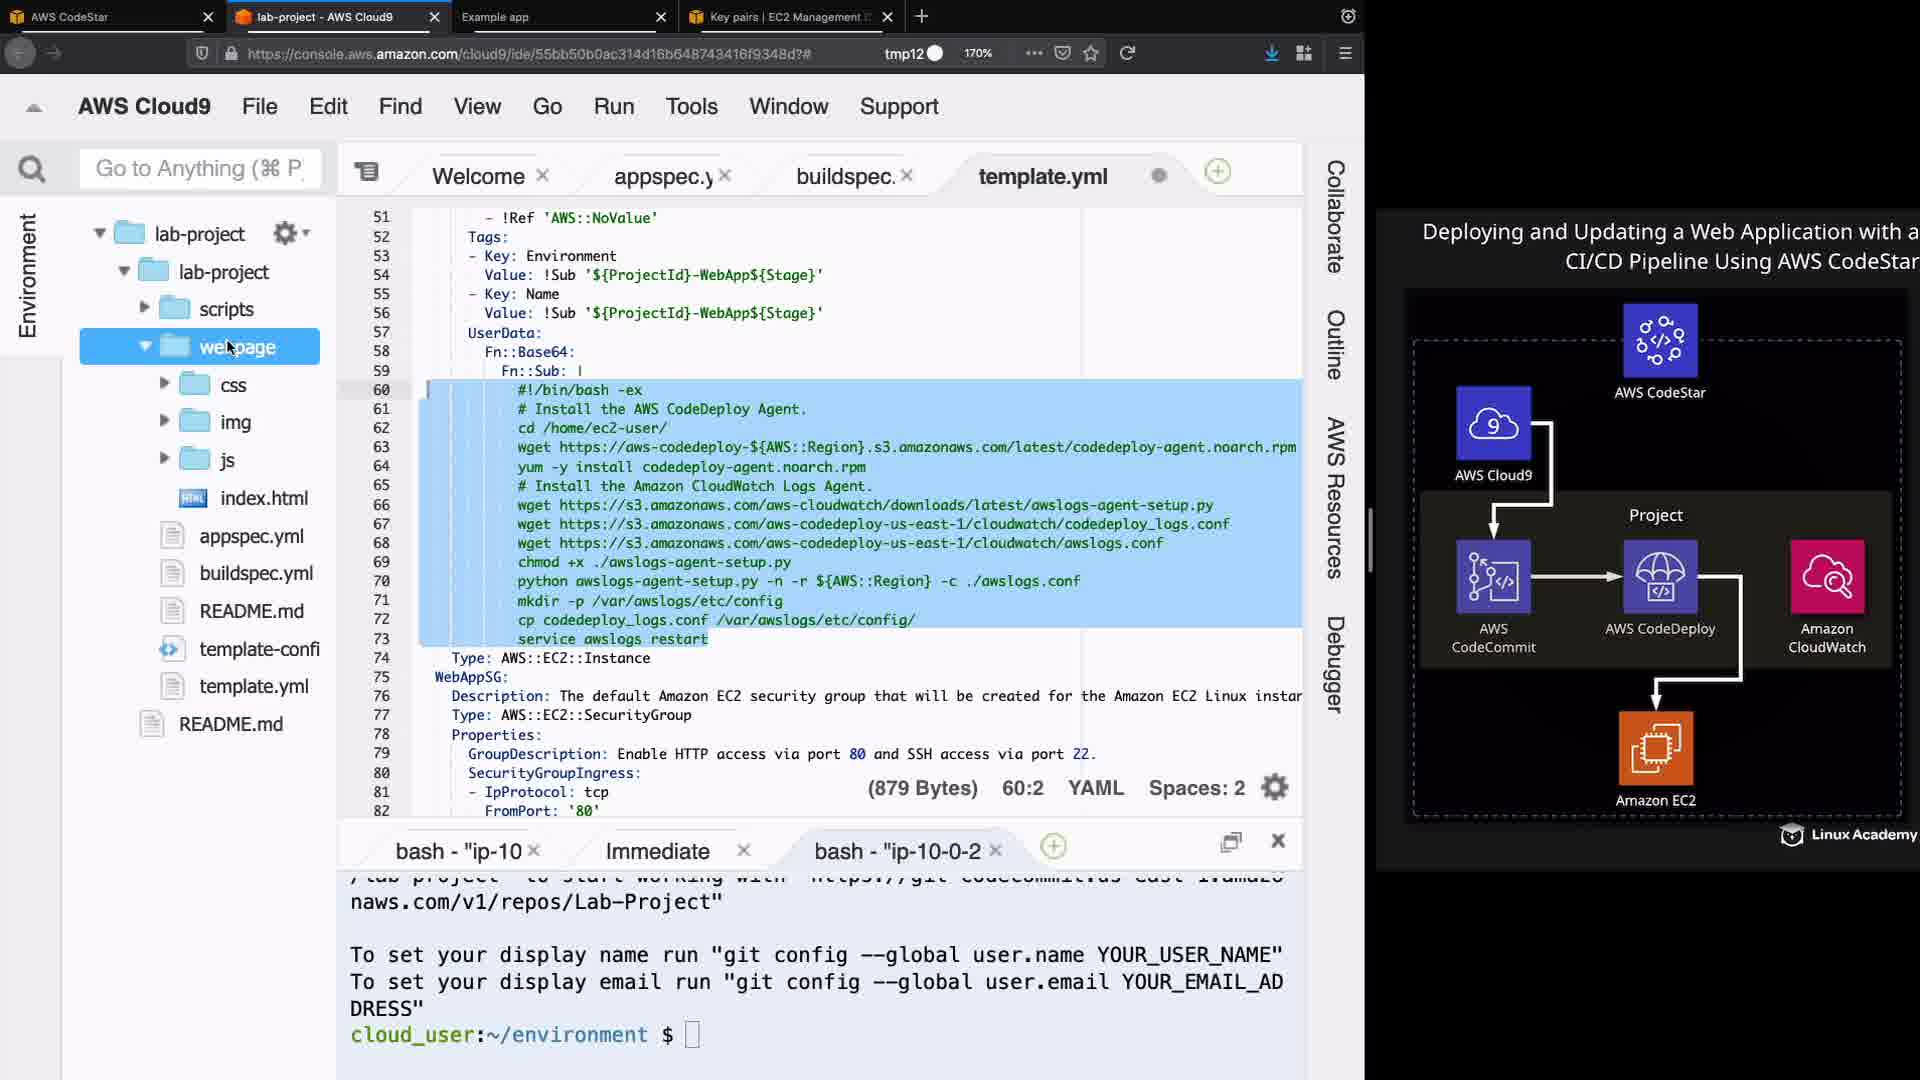 AWS CodeStar
lab-project - AWS Cloud9
Example app
Key pairs | EC2 Management
https://console.aws.amazon.com/cloud9/ide/55bb50b0ac314d16b648743416f9348d?#
tmp12
170%
AWS Cloud9 File Edit Find View Go Run Tools Window Support
Go to Anything (⌘ P
Welcome
appspec.y
buildspec.
template.yml
Environment
lab-project
lab-project
scripts
webpage
css
img
js
HTML index.html
appspec.yml
buildspec.yml
README.md
template-confi
template.yml
README.md
51 - !Ref 'AWS::NoValue'
52 Tags:
53 - Key: Environment
54 Value: !Sub '${ProjectId}-WebApp${Stage}'
55 - Key: Name
56 Value: !Sub '${ProjectId}-WebApp${Stage}'
57 UserData:
58 Fn::Base64:
59 Fn::Sub: |
60 #!/bin/bash -ex
61 # Install the AWS CodeDeploy Agent.
62 cd /home/ec2-user/
63 wget https://aws-codedeploy-${AWS::Region}.s3.amazonaws.com/latest/codedeploy-agent.noarch.rpm
64 yum -y install codedeploy-agent.noarch.rpm
65 # Install the Amazon CloudWatch Logs Agent.
66 wget https://s3.amazonaws.com/aws-cloudwatch/downloads/latest/awslogs-agent-setup.py
67 wget https://s3.amazonaws.com/aws-codedeploy-us-east-1/cloudwatch/codedeploy_logs.conf
68 wget https://s3.amazonaws.com/aws-codedeploy-us-east-1/cloudwatch/awslogs.conf
69 chmod +x ./awslogs-agent-setup.py
70 python awslogs-agent-setup.py -n -r ${AWS::Region} -c ./awslogs.conf
71 mkdir -p /var/awslogs/etc/config
72 cp codedeploy_logs.conf /var/awslogs/etc/config/
73 service awslogs restart
74 Type: AWS::EC2::Instance
75 WebAppSG:
76 Description: The default Amazon EC2 security group that will be created for the Amazon EC2 Linux instan
77 Type: AWS::EC2::SecurityGroup
78 Properties:
79 GroupDescription: Enable HTTP access via port 80 and SSH access via port 22.
80 SecurityGroupIngress:
81 - IpProtocol: tcp
82 FromPort: '80'
(879 Bytes) 60:2 YAML Spaces: 2
Collaborate
Outline
AWS Resources
Debugger
bash - "ip-10
Immediate
bash - "ip-10-0-2
naws.com/v1/repos/Lab-Project"
To set your display name run "git config --global user.name YOUR_USER_NAME"
To set your display email run "git config --global user.email YOUR_EMAIL_AD
DRESS"
cloud_user:~/environment $
Deploying and Updating a Web Application with a
CI/CD Pipeline Using AWS CodeStar
AWS CodeStar
9
AWS Cloud9
Project
AWS
CodeCommit
AWS CodeDeploy
Amazon
CloudWatch
Amazon EC2
Linux Academy